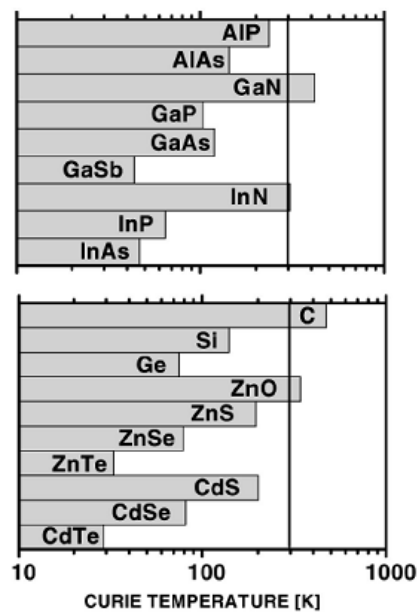 AlP
AlAs
GaN
GaP
GaAs
GaSb
InN
InP
InAs
C
Si
Ge
ZnO
ZnS
ZnSe
ZnTe
CdS
CdSe
CdTe
10 100 1000
CURIE TEMPERATURE [K]